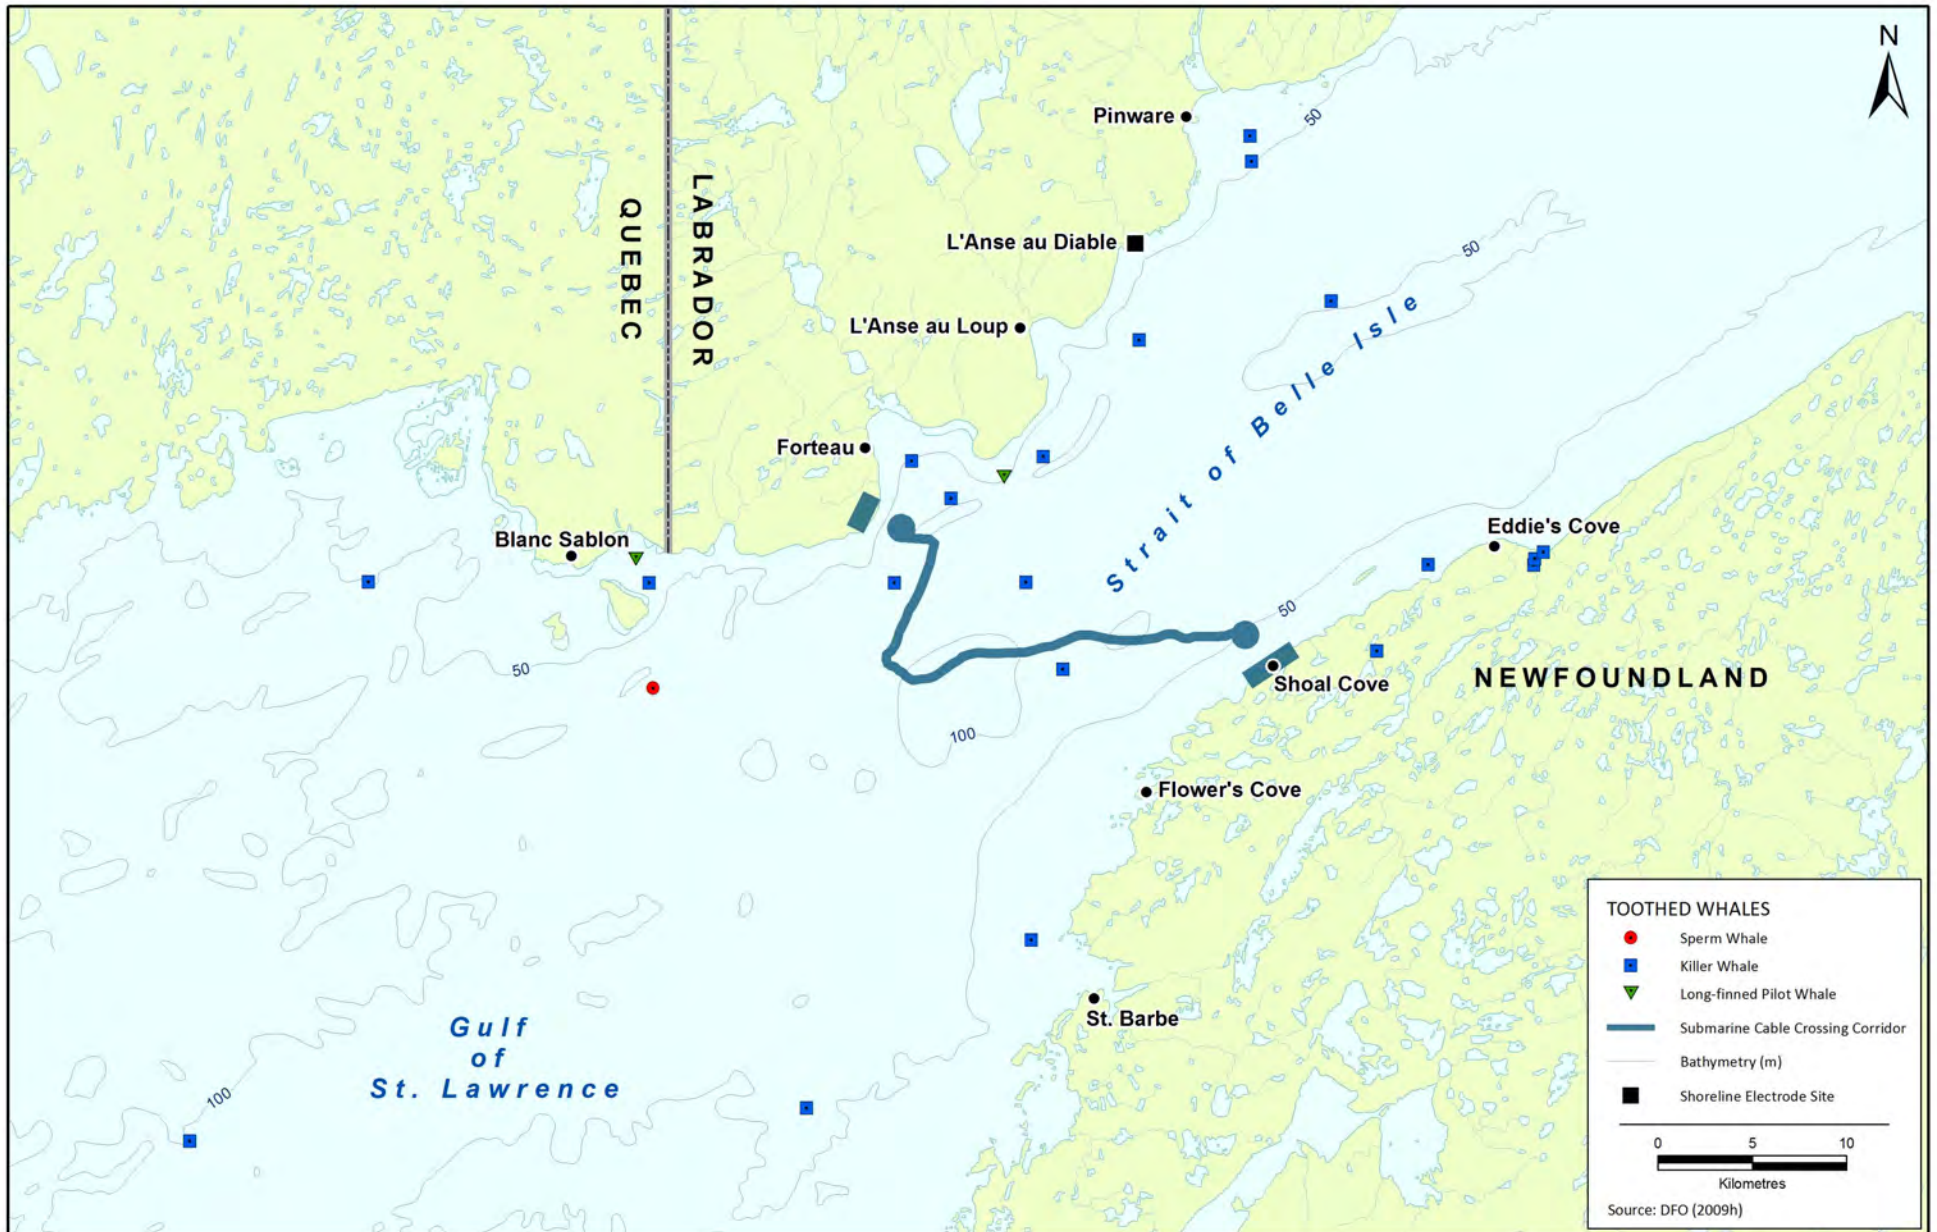 N
Pinware
50
QUEBEC
LABRADOR
L'Anse au Diable
50
L'Anse au Loup
Strait of Belle Isle
Forteau
Blanc Sablon
Eddie's Cove
50
50
Shoal Cove
NEWFOUNDLAND
100
Flower's Cove
St. Barbe
Gulf
of
St. Lawrence
100
TOOTHED WHALES
Sperm Whale
Killer Whale
Long-finned Pilot Whale
Submarine Cable Crossing Corridor
Bathymetry (m)
Shoreline Electrode Site
0 5 10
Kilometres
Source: DFO (2009h)